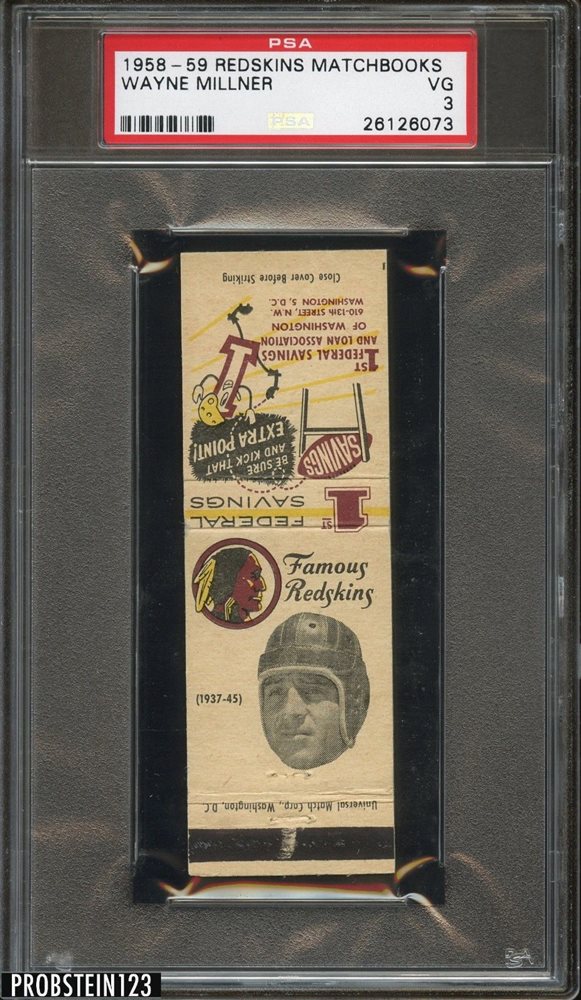 PSA
1958-59 REDSKINS MATCHBOOKS
WAYNE MILLNER VG
3
PSA 26126073
Close Cover Before Striking
1ST FEDERAL SAVINGS
AND LOAN ASSOCIATION
OF WASHINGTON
610-13th STREET, N.W.
WASHINGTON 5, D.C.
BE SURE
AND KICK THAT
EXTRA POINT!
SAVINGS
1ST FEDERAL
SAVINGS
Famous
Redskins
(1937-45)
Universal Match Corp., Washington, D.C.
PSA
PROBSTEIN123